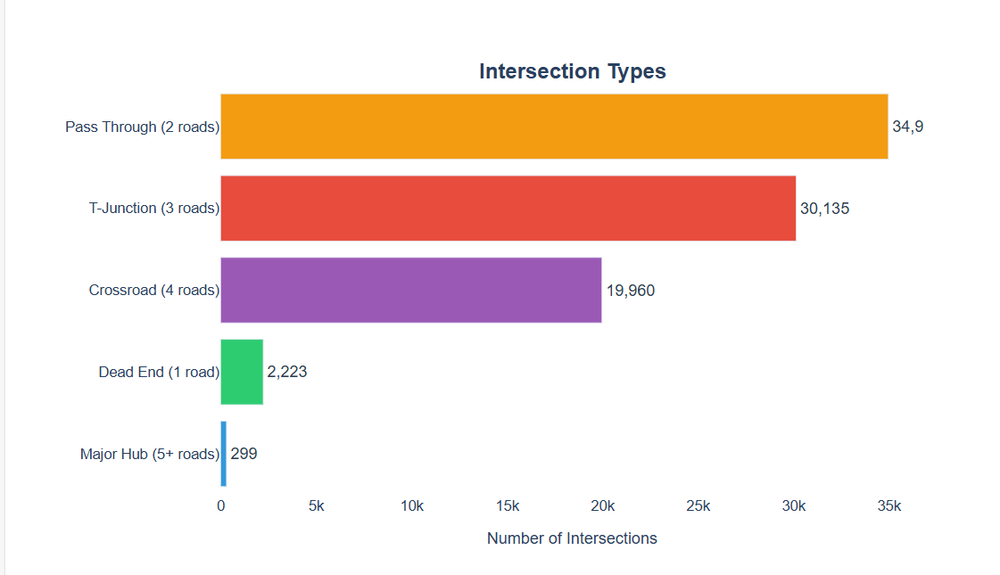 Intersection Types
Pass Through (2 roads) 34,9
T-Junction (3 roads) 30,135
Crossroad (4 roads) 19,960
Dead End (1 road) 2,223
Major Hub (5+ roads) 299
0 5k 10k 15k 20k 25k 30k 35k
Number of Intersections